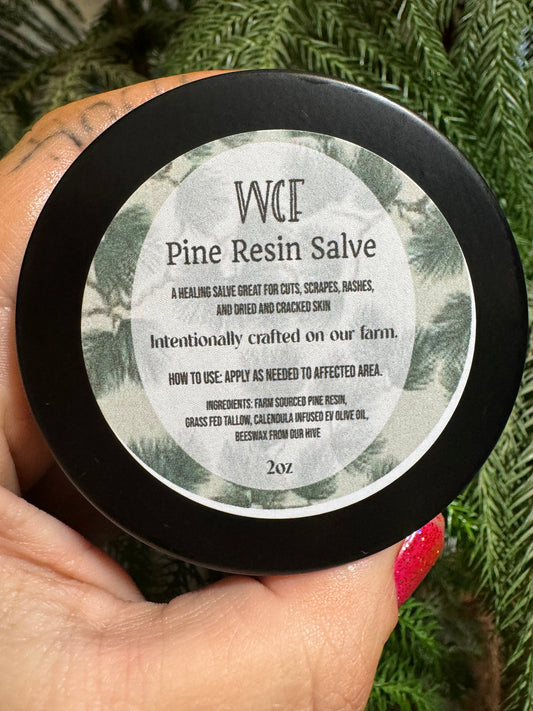 WCF
Pine Resin Salve
A HEALING SALVE GREAT FOR CUTS, SCRAPES, RASHES,
AND DRIED AND CRACKED SKIN
Intentionally crafted on our farm.
HOW TO USE: APPLY AS NEEDED TO AFFECTED AREA.
INGREDIENTS: FARM SOURCED PINE RESIN,
GRASS FED TALLOW, CALENDULA INFUSED EV OLIVE OIL,
BEESWAX FROM OUR HIVE
2oz